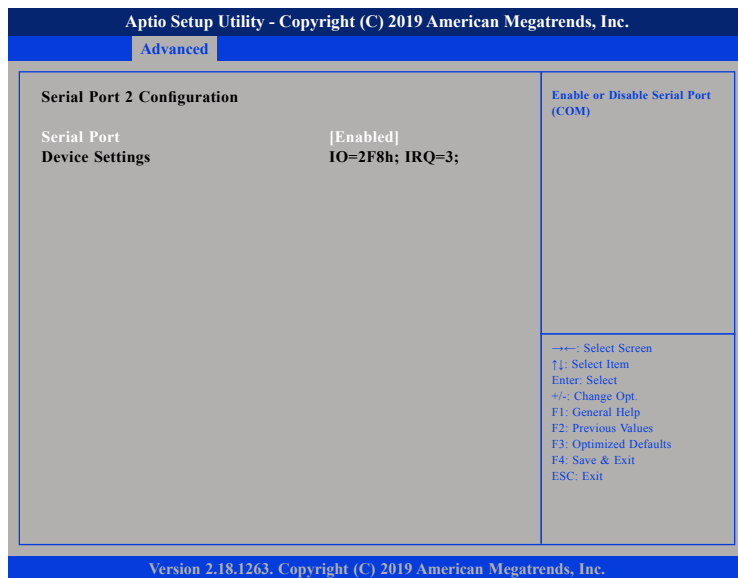 Aptio Setup Utility - Copyright (C) 2019 American Megatrends, Inc.
Advanced
Serial Port 2 Configuration
Serial Port [Enabled]
Device Settings IO=2F8h; IRQ=3;
Enable or Disable Serial Port
(COM)
→←: Select Screen
↑↓: Select Item
Enter: Select
+/-: Change Opt.
F1: General Help
F2: Previous Values
F3: Optimized Defaults
F4: Save & Exit
ESC: Exit
Version 2.18.1263. Copyright (C) 2019 American Megatrends, Inc.